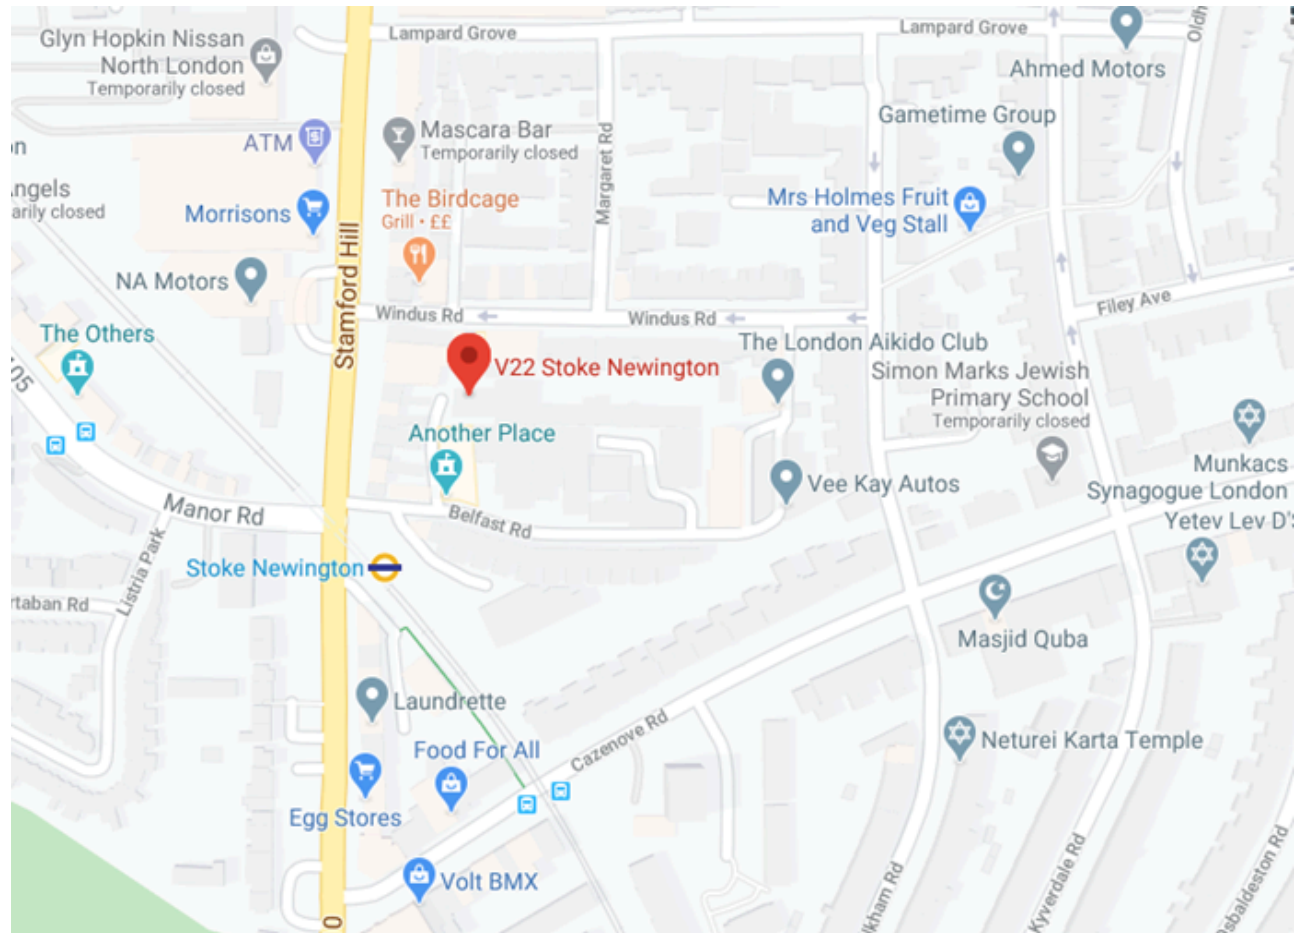 Glyn Hopkin Nissan
North London
Temporarily closed
Lampard Grove
Lampard Grove
Ahmed Motors
ATM
Mascara Bar
Temporarily closed
Gametime Group
Margaret Rd
Morrisons
The Birdcage
Grill • ££
Mrs Holmes Fruit
and Veg Stall
NA Motors
Stamford Hill
Windus Rd
Windus Rd
Filey Ave
The Others
V22 Stoke Newington
The London Aikido Club
Simon Marks Jewish
Primary School
Temporarily closed
Another Place
Munkacs
Synagogue London
Vee Kay Autos
Manor Rd
Belfast Rd
Yetev Lev D'S
Stoke Newington
Listria Park
Masjid Quba
Laundrette
Cazenove Rd
Neturei Karta Temple
Food For All
Egg Stores
Volt BMX
Kyverdale Rd